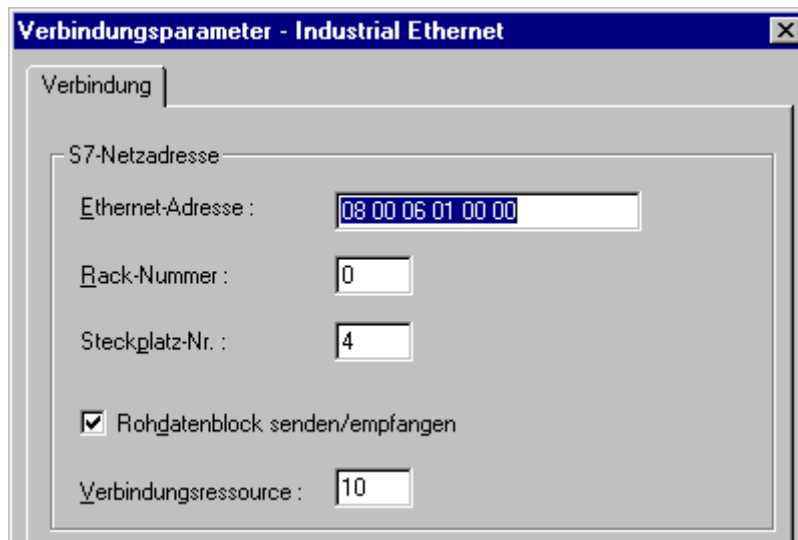 Verbindungsparameter - Industrial Ethernet
Verbindung
S7-Netzadresse
Ethernet-Adresse : 08 00 06 01 00 00
Rack-Nummer : 0
Steckplatz-Nr. : 4
Rohdatenblock senden/empfangen
Verbindungsressource : 10